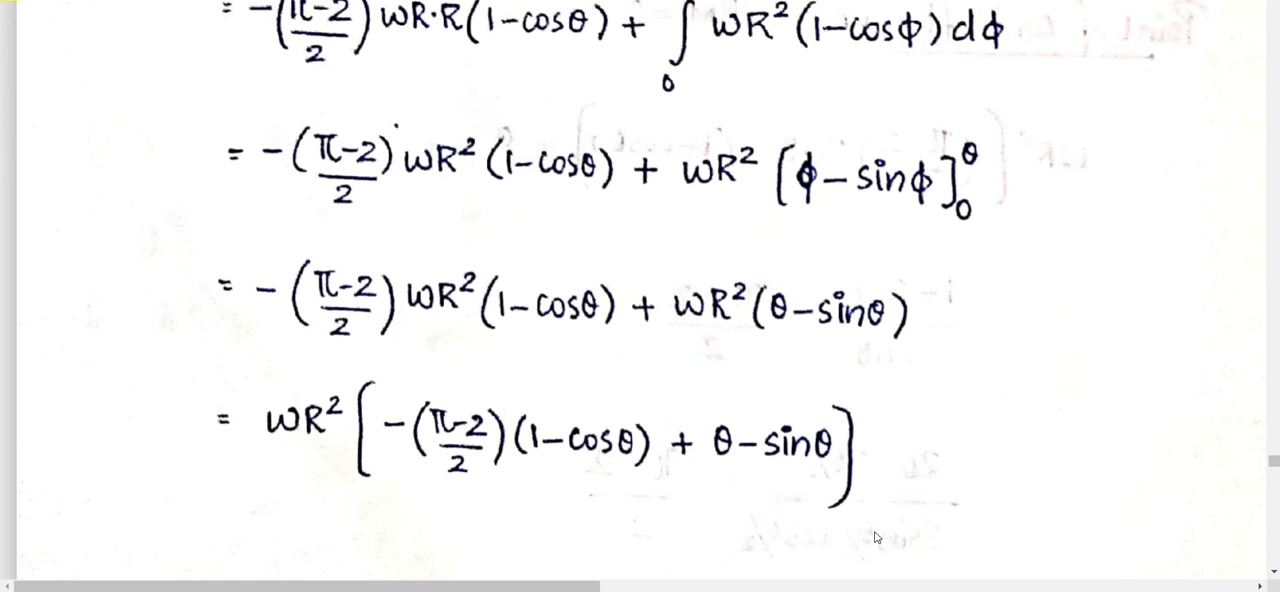 = -(π-2/2) WR·R(1-cosθ) + ∫₀ WR²(1-cosϕ)dϕ
= -(π-2/2) WR²(1-cosθ) + WR² [ϕ-sinϕ]₀^θ
= -(π-2/2) WR²(1-cosθ) + WR²(θ-sinθ)
= WR² [-(π-2/2)(1-cosθ) + θ-sinθ]